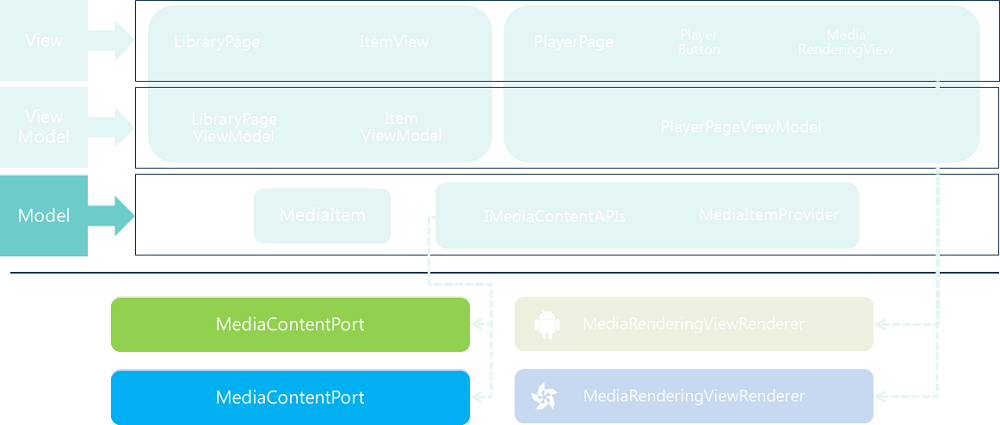 View
LibraryPage
ItemView
PlayerPage
Player
Button
Media
RenderingView
View
Model
LibraryPage
ViewModel
Item
ViewModel
PlayerPageViewModel
Model
MediaItem
IMediaContentAPIs
MediaItemProvider
MediaContentPort
MediaRenderingViewRenderer
MediaContentPort
MediaRenderingViewRenderer